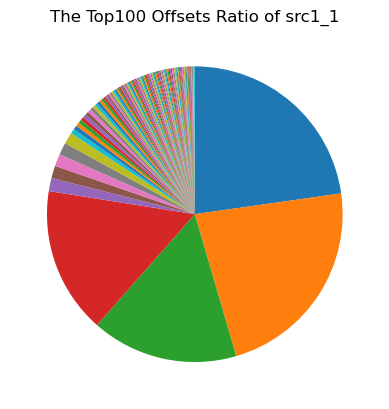 The Top100 Offsets Ratio of src1_1